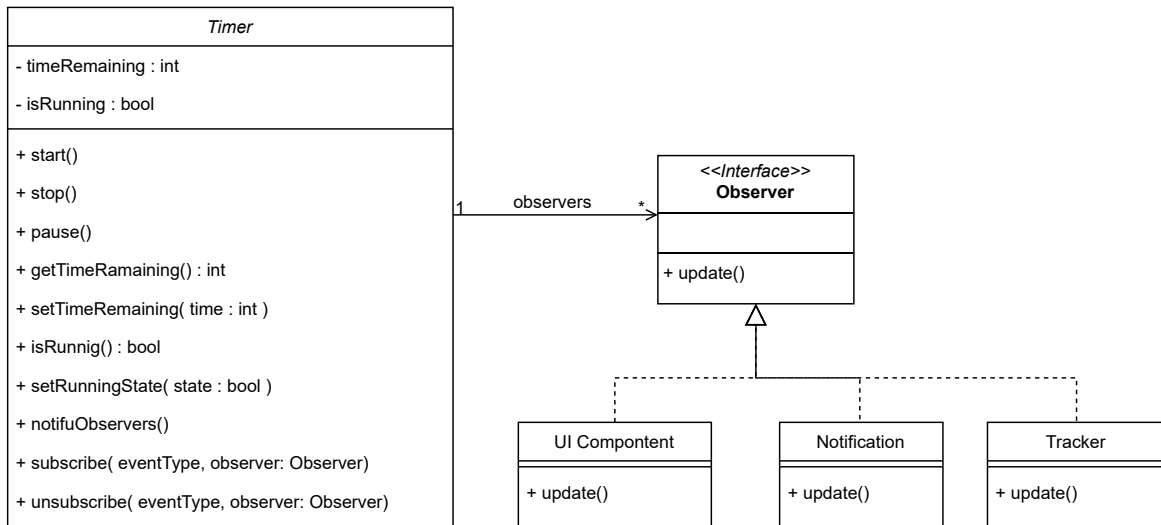 Timer
- timeRemaining : int
- isRunning : bool
+ start()
+ stop()
+ pause()
+ getTimeRamaining() : int
+ setTimeRemaining( time : int )
+ isRunnig() : bool
+ setRunningState( state : bool )
+ notifuObservers()
+ subscribe( eventType, observer: Observer)
+ unsubscribe( eventType, observer: Observer)
1
observers
*
<<Interface>>
Observer
+ update()
UI Compontent
+ update()
Notification
+ update()
Tracker
+ update()